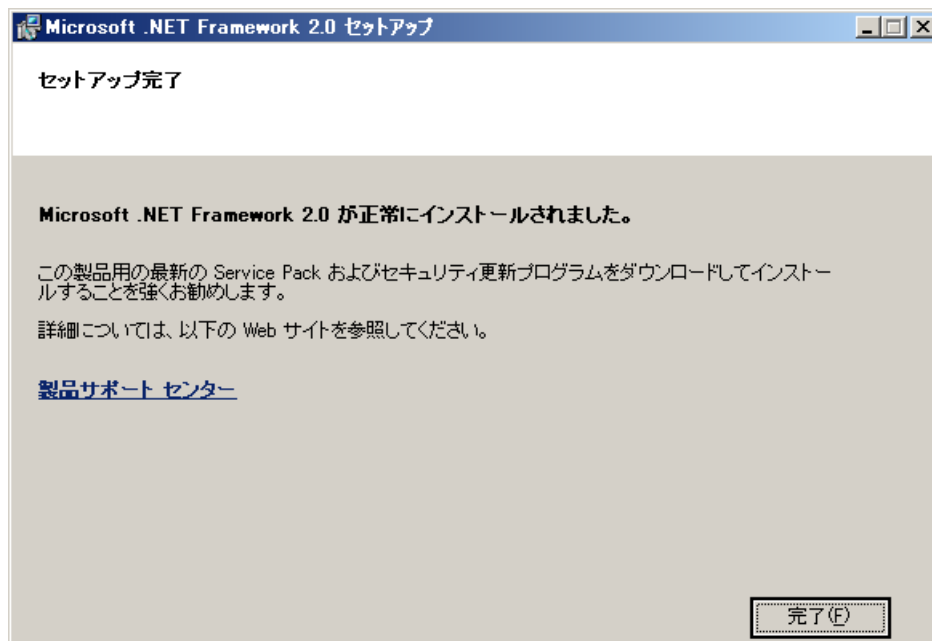 Microsoft .NET Framework 2.0 セットアップ
セットアップ完了
Microsoft .NET Framework 2.0 が正常にインストールされました。
この製品用の最新の Service Pack およびセキュリティ更新プログラムをダウンロードしてインストー
ルすることを強くお勧めします。
詳細については、以下の Web サイトを参照してください。
製品サポート センター
完了(F)